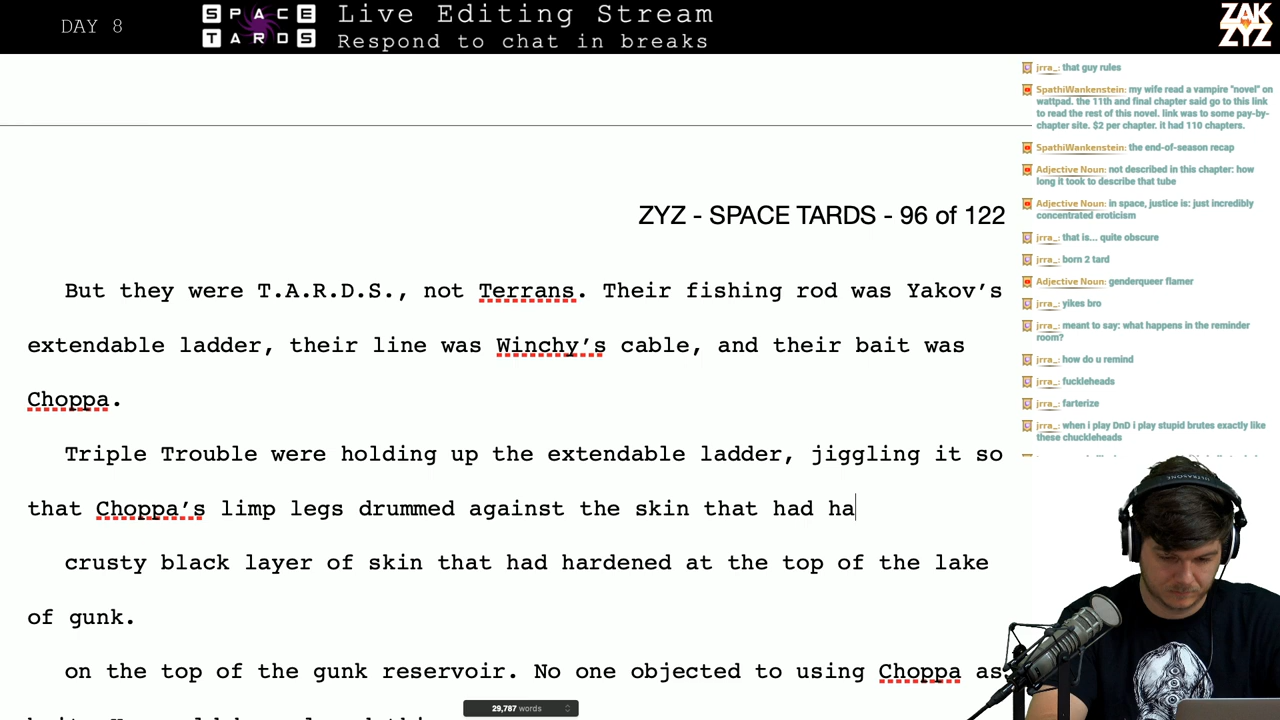 DAY 8
SPACE
TARDS
Live Editing Stream
Respond to chat in breaks
ZAK
ZYZ
ZYZ - SPACE TARDS - 96 of 122
But they were T.A.R.D.S., not Terrans. Their fishing rod was Yakov’s
extendable ladder, their line was Winchy’s cable, and their bait was
Choppa.
Triple Trouble were holding up the extendable ladder, jiggling it so
that Choppa’s limp legs drummed against the skin that had ha
crusty black layer of skin that had hardened at the top of the lake
of gunk.
on the top of the gunk reservoir. No one objected to using Choppa as
29,787 words
jrra_: that guy rules
SpathiWankenstein: my wife read a vampire "novel" on
wattpad. the 11th and final chapter said go to this link
to read the rest of this novel. link was to some pay-by-
chapter site. $2 per chapter. it had 110 chapters.
SpathiWankenstein: the end-of-season recap
Adjective Noun: not described in this chapter: how
long it took to describe that tube
Adjective Noun: in space, justice is: just incredibly
concentrated eroticism
jrra_: that is... quite obscure
jrra_: born 2 tard
Adjective Noun: genderqueer flamer
jrra_: yikes bro
jrra_: meant to say: what happens in the reminder
room?
jrra_: how do u remind
jrra_: fuckleheads
jrra_: farterize
jrra_: when i play DnD i play stupid brutes exactly like
these chuckleheads
ULTRASONE